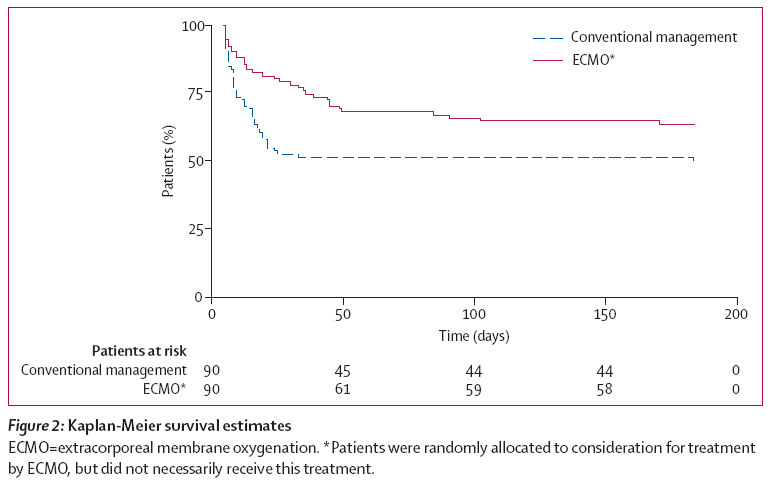 100
75
50
25
0
Patients (%)
Conventional management
ECMO*
0 50 100 150 200
Time (days)
Patients at risk
Conventional management 90 45 44 44 0
ECMO* 90 61 59 58 0
Figure 2: Kaplan-Meier survival estimates
ECMO=extracorporeal membrane oxygenation. *Patients were randomly allocated to consideration for treatment
by ECMO, but did not necessarily receive this treatment.